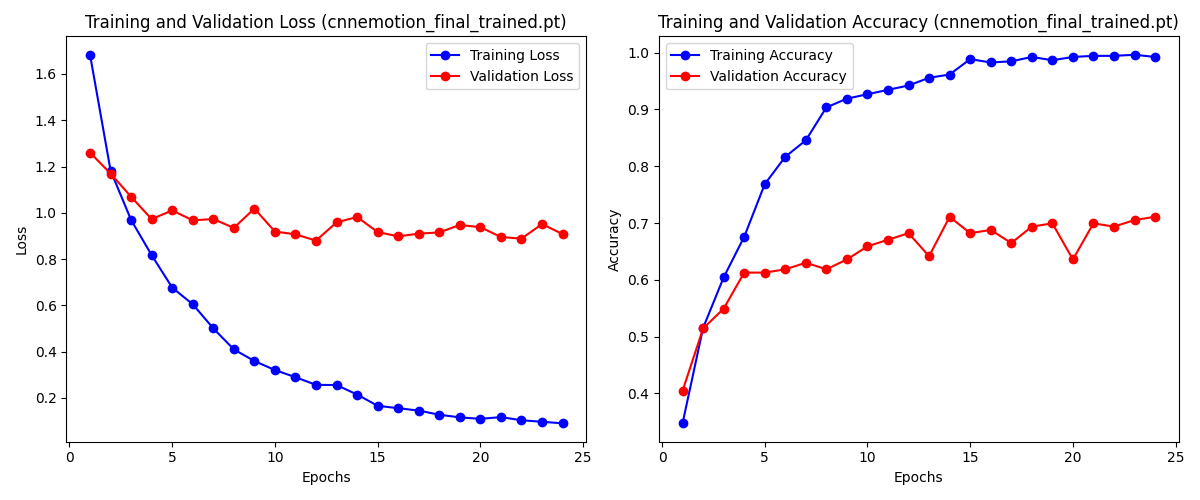 Training and Validation Loss (cnnemotion_final_trained.pt)
Training Loss
Validation Loss
Loss
1.6
1.4
1.2
1.0
0.8
0.6
0.4
0.2
0 5 10 15 20 25
Epochs
Training and Validation Accuracy (cnnemotion_final_trained.pt)
Training Accuracy
Validation Accuracy
Accuracy
1.0
0.9
0.8
0.7
0.6
0.5
0.4
0 5 10 15 20 25
Epochs